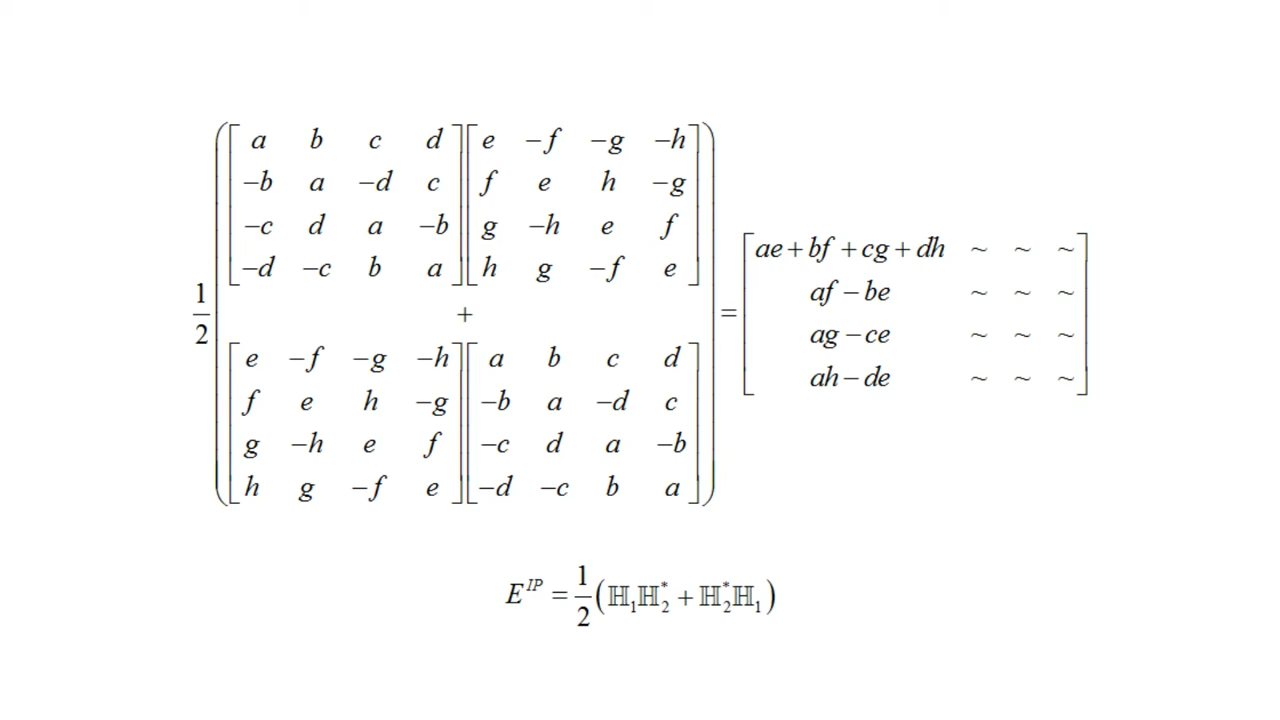 a b c d e −f −g −h
−b a −d c f e h −g
−c d a −b g −h e f
−d −c b a h g −f e
1/2 ( + ) =
e −f −g −h a b c d
f e h −g −b a −d c
g −h e f −c d a −b
h g −f e −d −c b a
ae + bf + cg + dh ~ ~ ~
af − be ~ ~ ~
ag − ce ~ ~ ~
ah − de ~ ~ ~
E^{IP} = 1/2 (ℍ₁ℍ₂* + ℍ₂*ℍ₁)